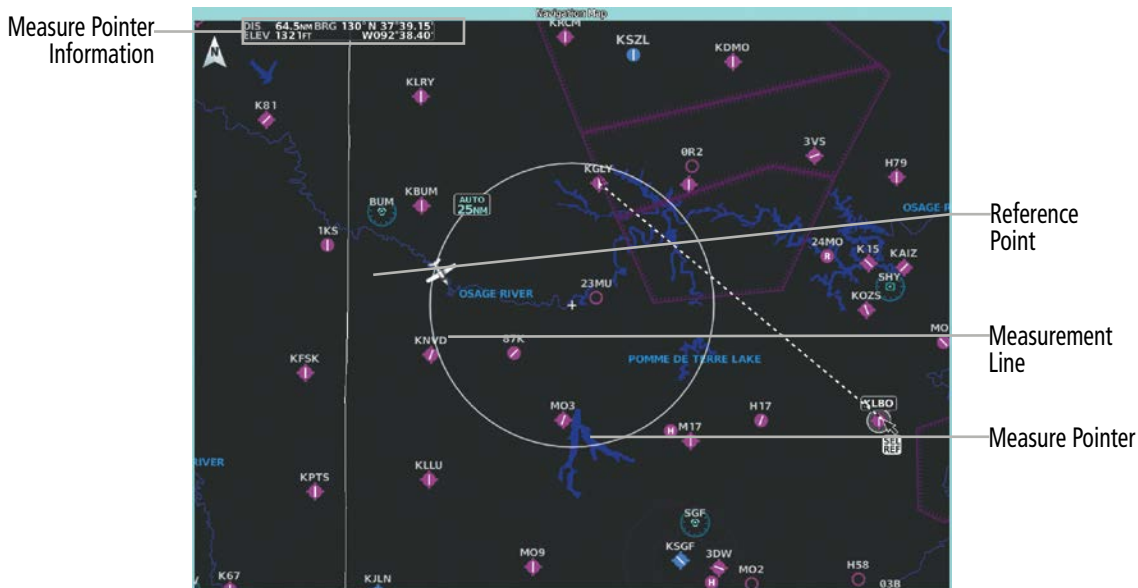 Navigation Map
Measure Pointer
Information
DIS 64.5NM BRG 130° N 37°39.15'
ELEV 1321FT W092°38.40'
N
KRCM
KSZL
KDMO
KLRY
K81
3VS
0R2
H79
KGLY
KBUM
AUTO
25NM
BUM
OSAGE R
Reference
Point
1KS
24MO
R
K15
KAIZ
SHY
OSAGE RIVER
23MU
KOZS
KNVD
87K
MO
Measurement
Line
POMME DE TERRE LAKE
KFSK
KLBO
MO3
H17
H
M17
SEL
REF
Measure Pointer
RIVER
KLLU
KPTS
SGF
KSGF
3DW
MO9
H
MO2
H58
K67
KJLN
03B